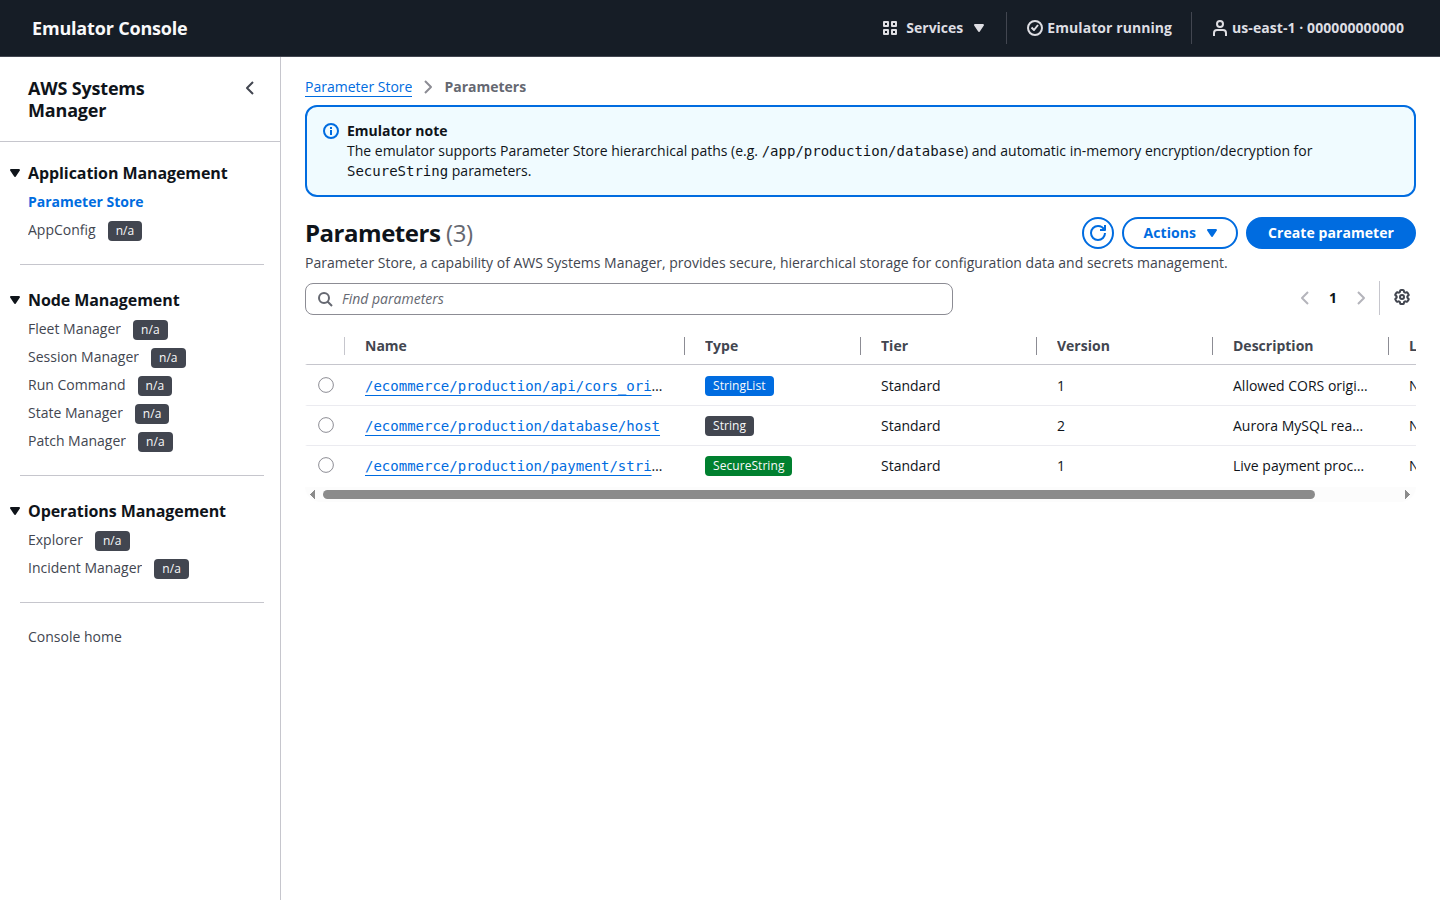 Emulator Console
Services
Emulator running
us-east-1 · 000000000000
AWS Systems
Manager
Application Management
Parameter Store
AppConfig n/a
Node Management
Fleet Manager n/a
Session Manager n/a
Run Command n/a
State Manager n/a
Patch Manager n/a
Operations Management
Explorer n/a
Incident Manager n/a
Console home
Parameter Store > Parameters
Emulator note
The emulator supports Parameter Store hierarchical paths (e.g. /app/production/database) and automatic in-memory encryption/decryption for
SecureString parameters.
Parameters (3)
Actions
Create parameter
Parameter Store, a capability of AWS Systems Manager, provides secure, hierarchical storage for configuration data and secrets management.
Find parameters
1
Name Type Tier Version Description L
/ecommerce/production/api/cors_ori... StringList Standard 1 Allowed CORS origi... N
/ecommerce/production/database/host String Standard 2 Aurora MySQL rea... N
/ecommerce/production/payment/stri... SecureString Standard 1 Live payment proc... N